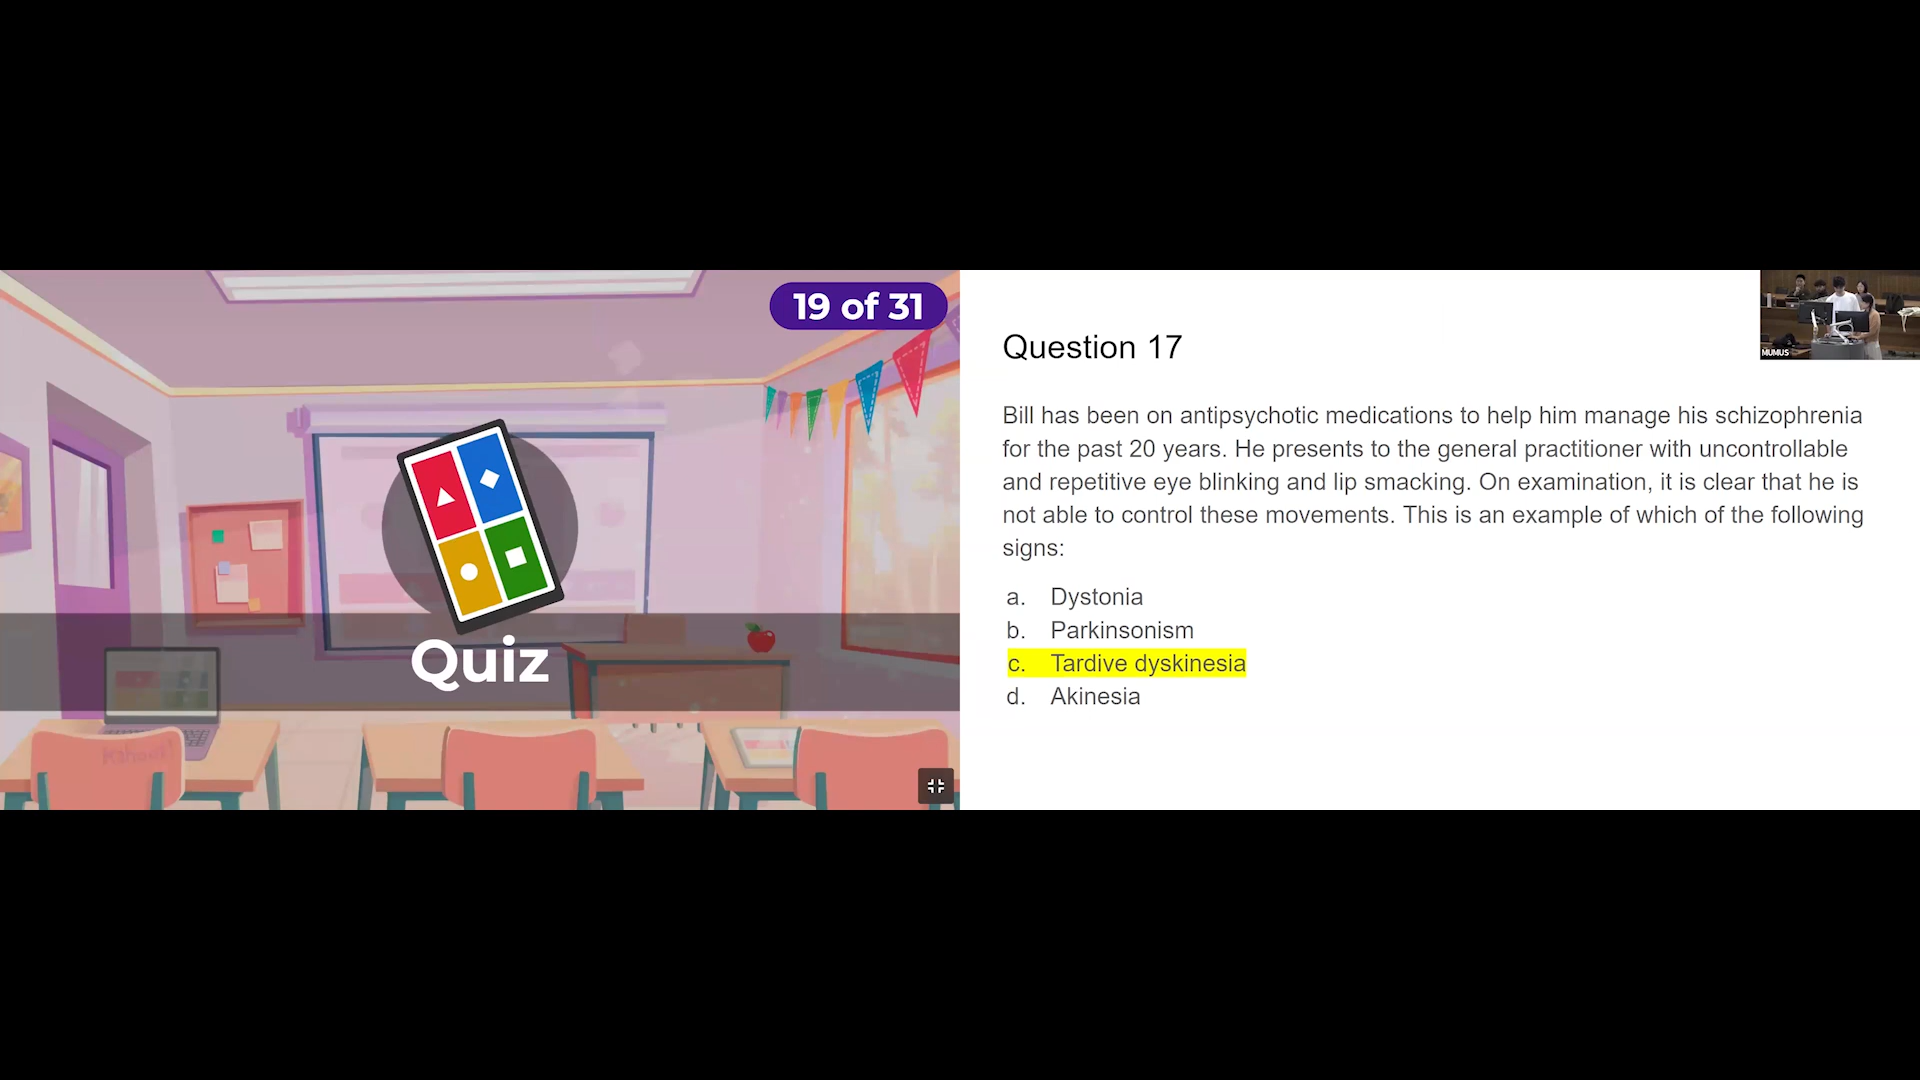 19 of 31
Quiz
Kahoot!
Question 17
Bill has been on antipsychotic medications to help him manage his schizophrenia
for the past 20 years. He presents to the general practitioner with uncontrollable
and repetitive eye blinking and lip smacking. On examination, it is clear that he is
not able to control these movements. This is an example of which of the following
signs:
a. Dystonia
b. Parkinsonism
c. Tardive dyskinesia
d. Akinesia
MUMUS